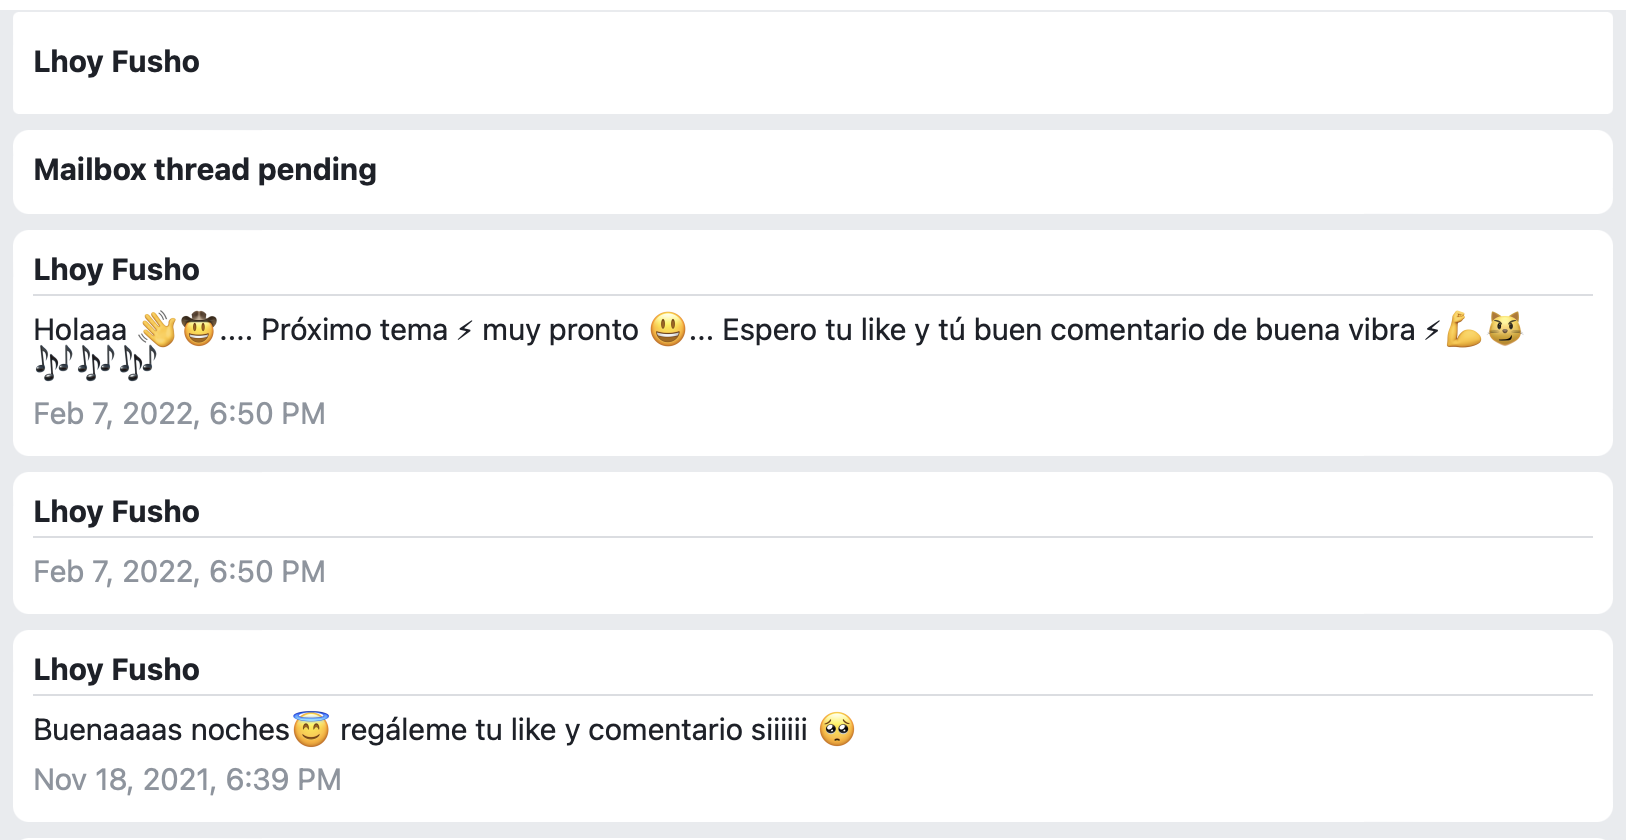 Lhoy Fusho
Mailbox thread pending
Lhoy Fusho
Holaaa 👋🤠.... Próximo tema ⚡ muy pronto 😃... Espero tu like y tú buen comentario de buena vibra ⚡💪😼
🎶🎶🎶
Feb 7, 2022, 6:50 PM
Lhoy Fusho
Feb 7, 2022, 6:50 PM
Lhoy Fusho
Buenaaaas noches😇 regáleme tu like y comentario siiiiii 🥺
Nov 18, 2021, 6:39 PM